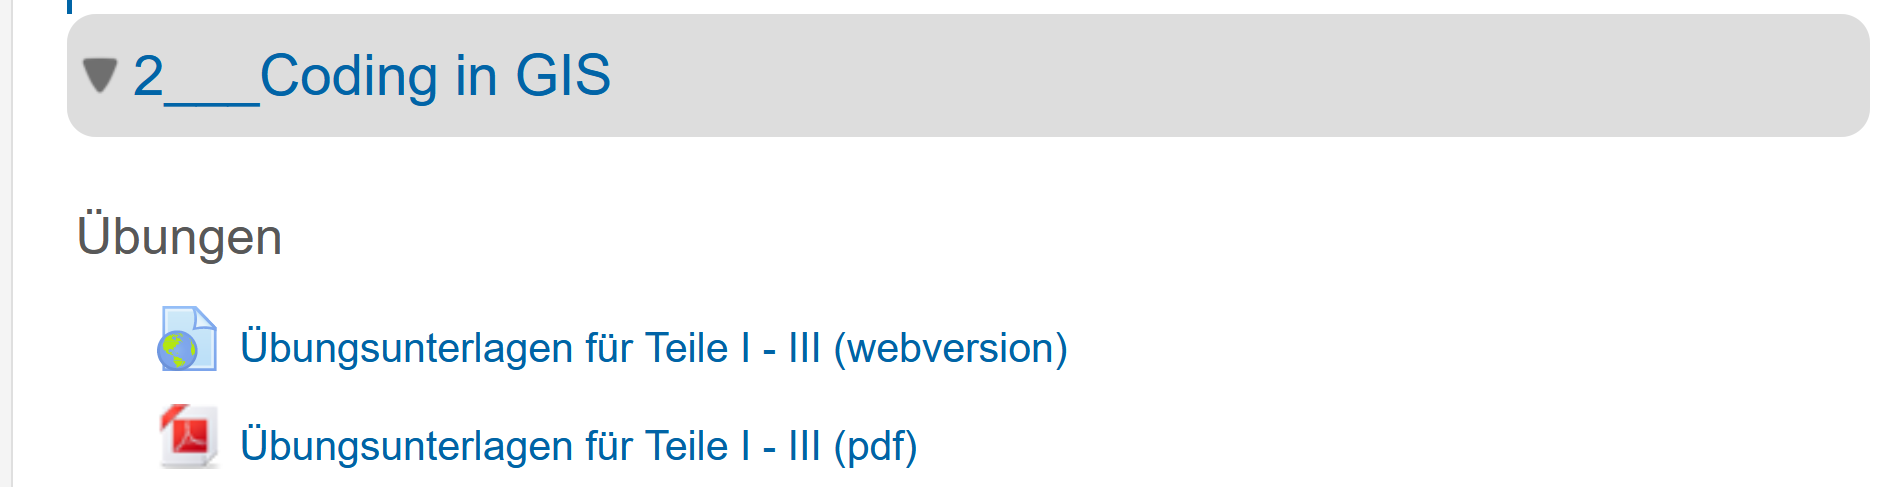 2___Coding in GIS
Übungen
Übungsunterlagen für Teile I - III (webversion)
Übungsunterlagen für Teile I - III (pdf)